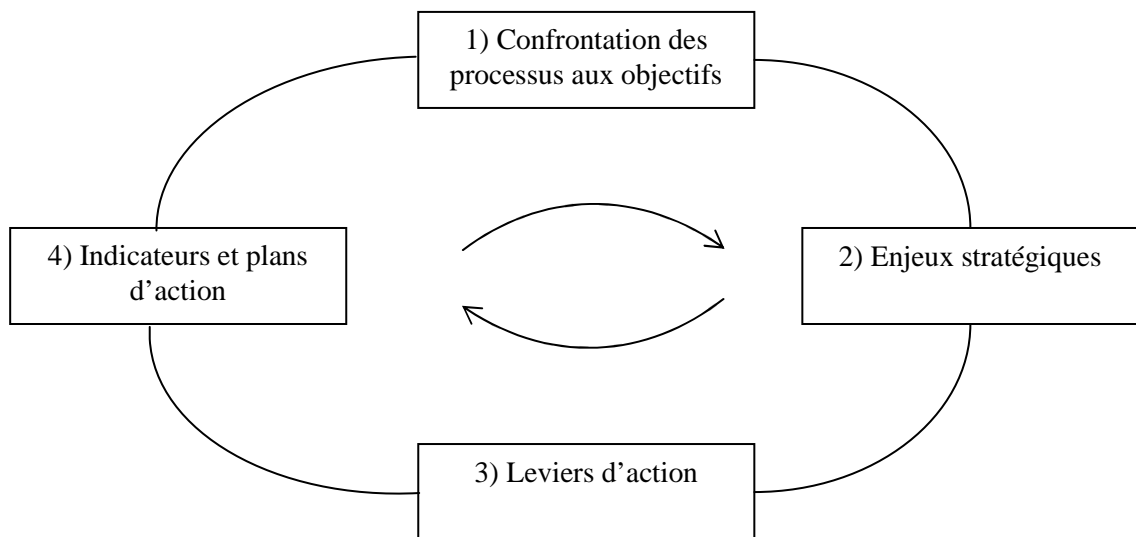 1) Confrontation des
processus aux objectifs
4) Indicateurs et plans
d’action
2) Enjeux stratégiques
3) Leviers d’action